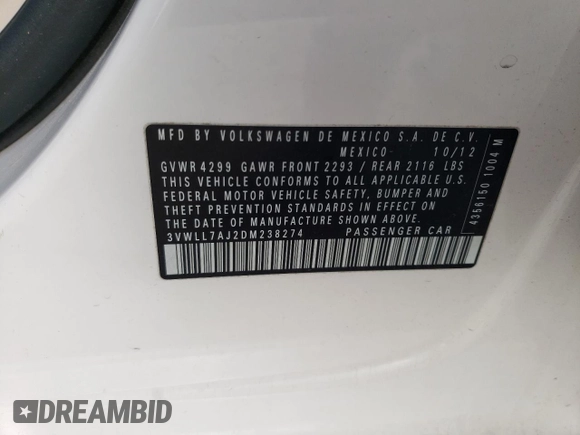 MFD BY VOLKSWAGEN DE MEXICO S.A. DE C.V.
MEXICO 10/12
GVWR 4299 GAWR FRONT 2293 / REAR 2116 LBS
THIS VEHICLE CONFORMS TO ALL APPLICABLE U.S.
FEDERAL MOTOR VEHICLE SAFETY, BUMPER AND
THEFT PREVENTION STANDARDS IN EFFECT ON
THE DATE OF MANUFACTURE SHOWN ABOVE.
3VWLL7AJ2DM238274 PASSENGER CAR
4358150 1004 M
DREAMBID